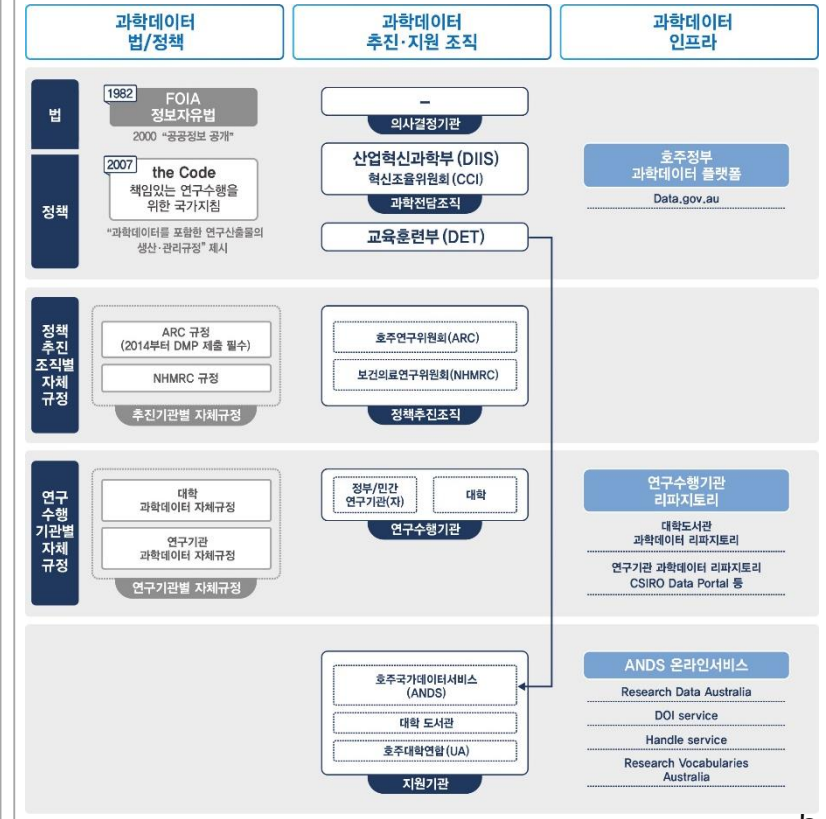 과학데이터
법/정책
과학데이터
추진·지원 조직
과학데이터
인프라
법
1982
FOIA
정보자유법
2000 “공공정보 공개”
–
의사결정기관
정책
2007
the Code
책임있는 연구수행을
위한 국가지침
“과학데이터를 포함한 연구산출물의
생산·관리규정” 제시
산업혁신과학부(DIIS)
혁신조율위원회(CCI)
과학전담조직
교육훈련부(DET)
호주정부
과학데이터 플랫폼
Data.gov.au
정책
추진
조직별
자체
규정
ARC 규정
(2014부터 DMP 제출 필수)
NHMRC 규정
추진기관별 자체규정
호주연구위원회(ARC)
보건의료연구위원회(NHMRC)
정책추진조직
연구
수행
기관별
자체
규정
대학
과학데이터 자체규정
연구기관
과학데이터 자체규정
연구기관별 자체규정
정부/민간
연구기관(자)
대학
연구수행기관
연구수행기관
리파지토리
대학도서관
과학데이터 리파지토리
연구기관 과학데이터 리파지토리
CSIRO Data Portal 등
호주국가데이터서비스
(ANDS)
대학 도서관
호주대학연합(UA)
지원기관
ANDS 온라인서비스
Research Data Australia
DOI service
Handle service
Research Vocabularies
Australia